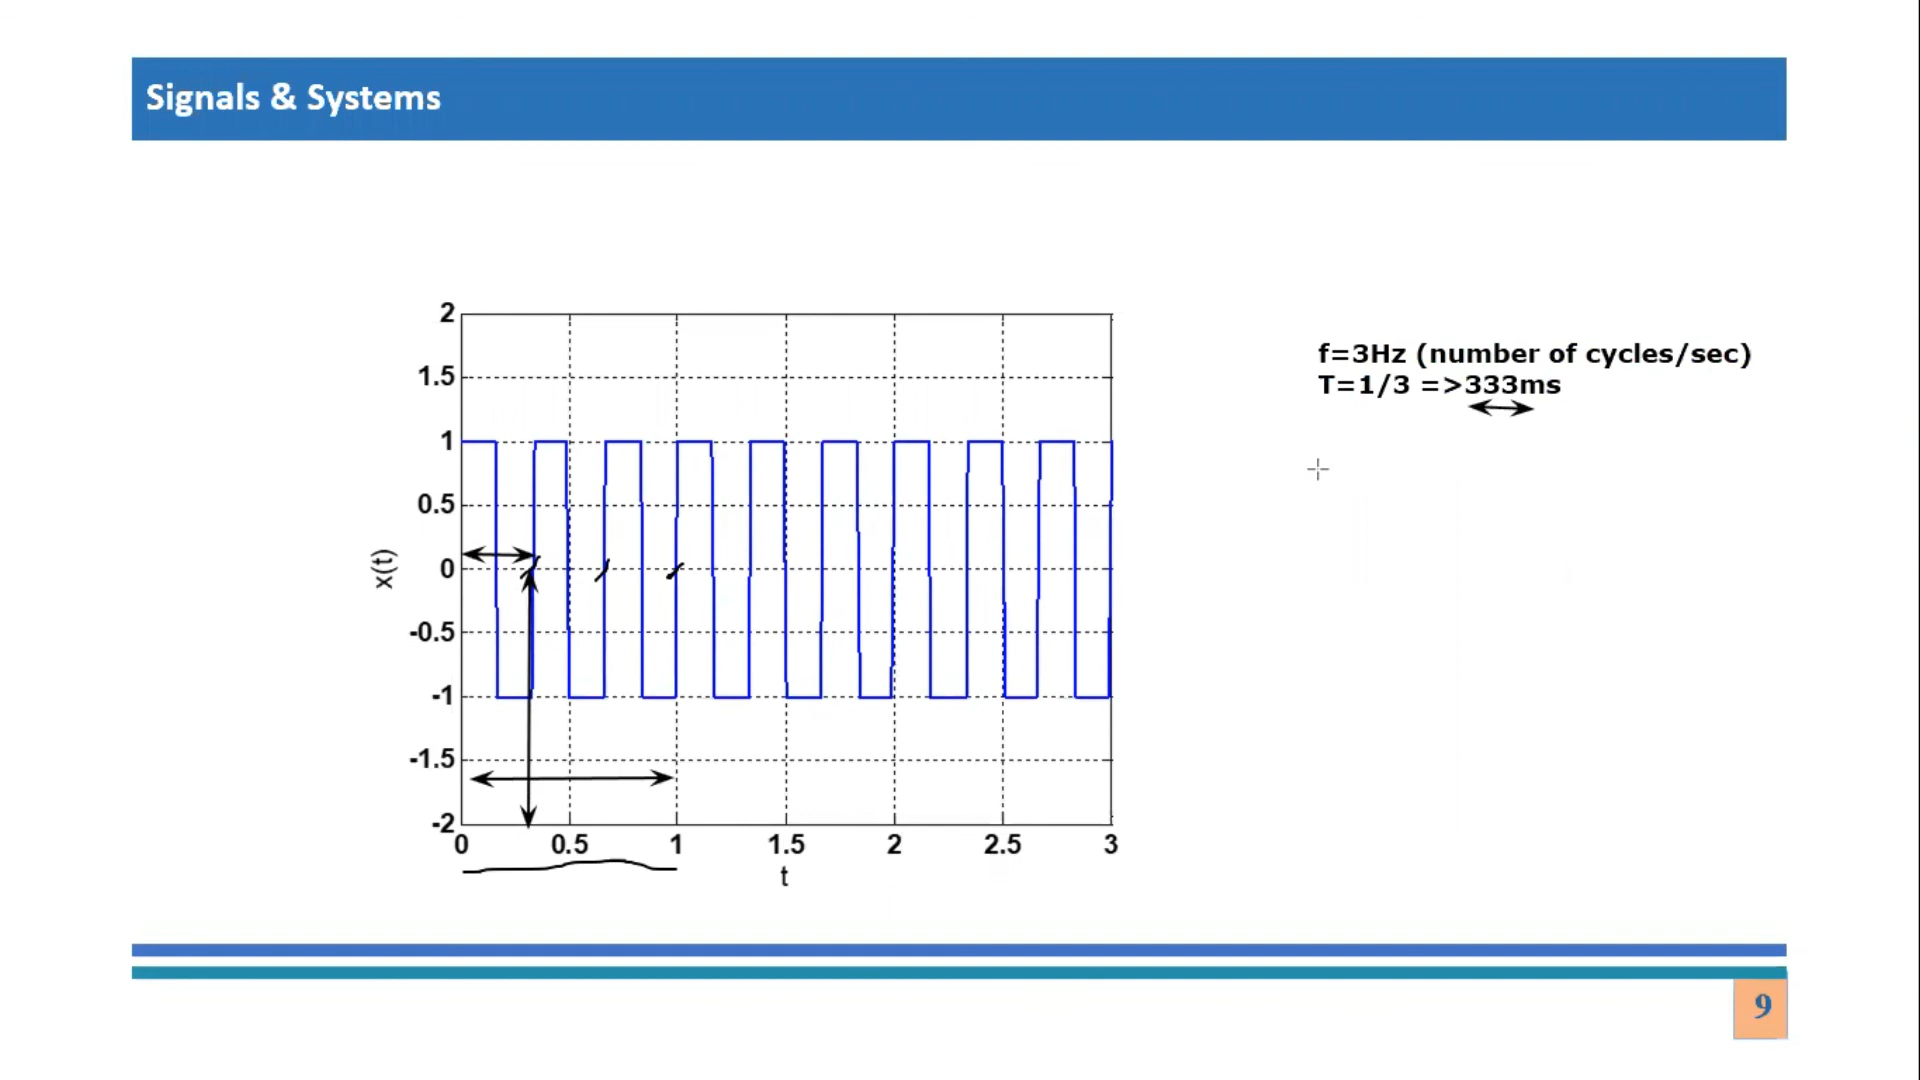 Signals & Systems
f=3Hz (number of cycles/sec)
T=1/3 =>333ms
2
1.5
1
0.5
0
-0.5
-1
-1.5
-2
x(t)
0 0.5 1 1.5 2 2.5 3
t
9